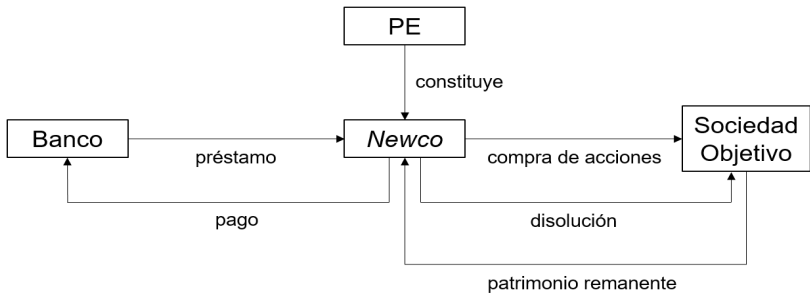 PE
constituye
Banco
préstamo
Newco
compra de acciones
Sociedad
Objetivo
pago
disolución
patrimonio remanente